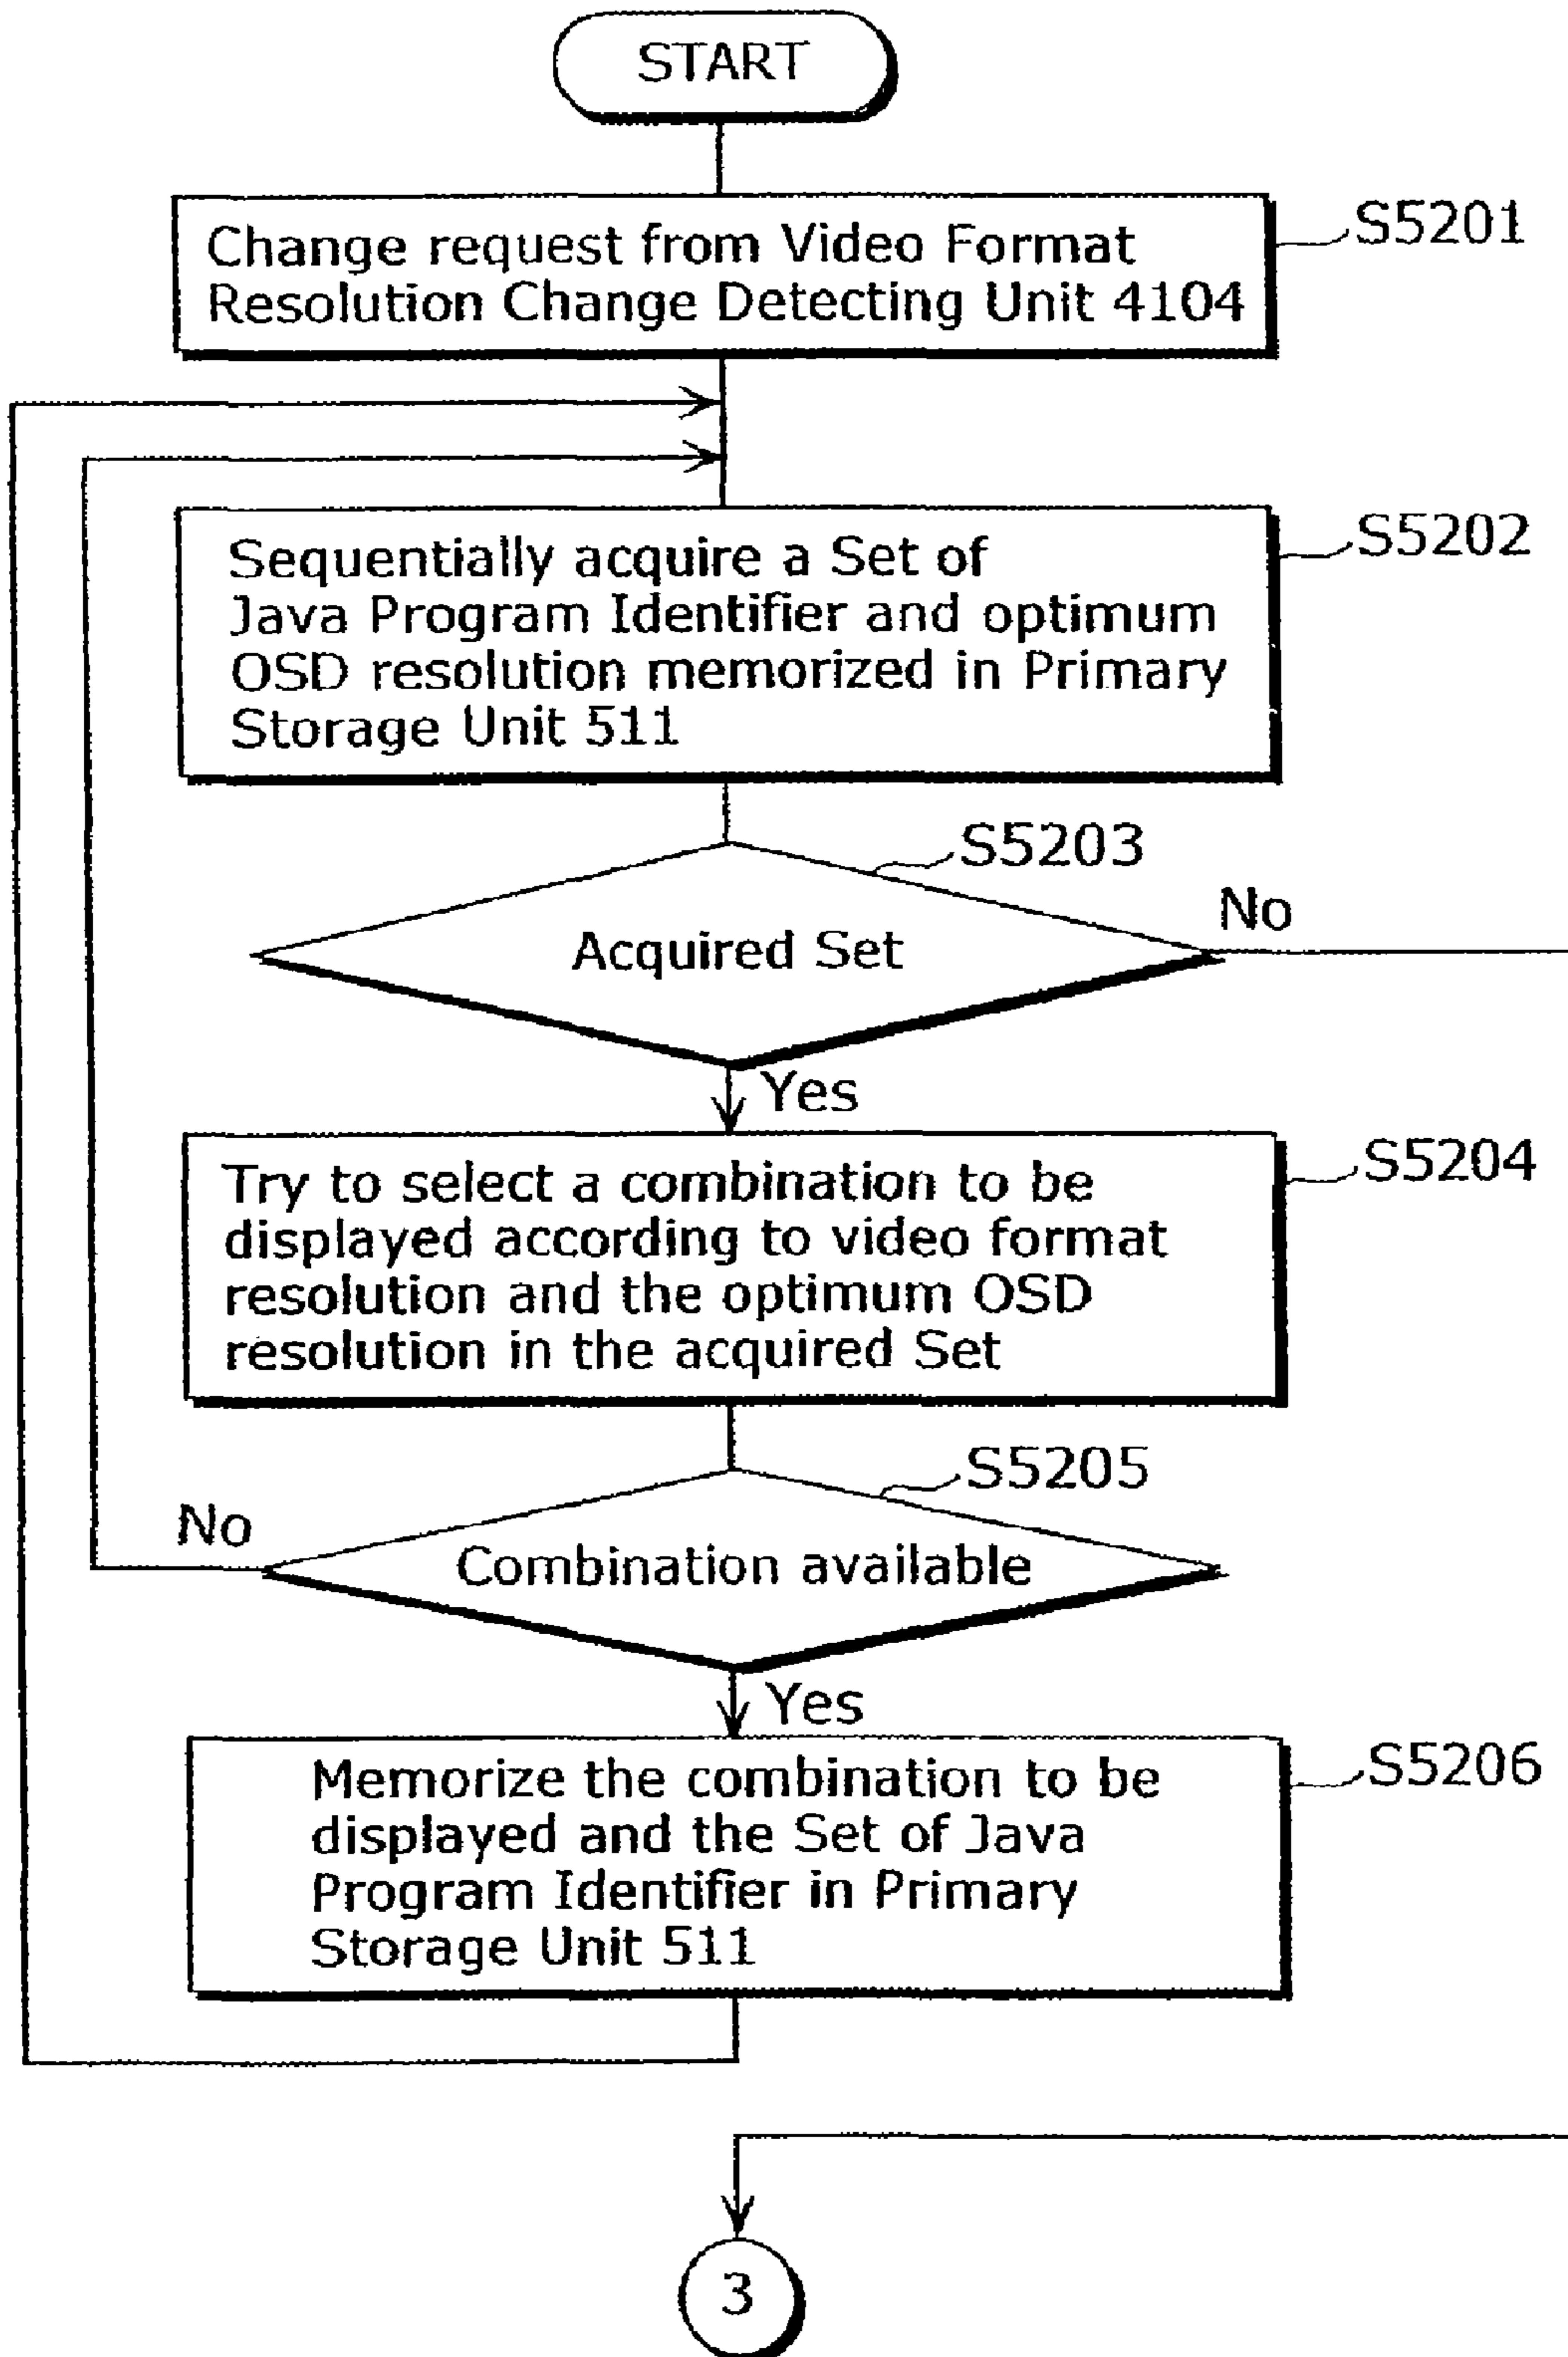 START
Change request from Video Format
Resolution Change Detecting Unit 4104
S5201
Sequentially acquire a Set of
Java Program Identifier and optimum
OSD resolution memorized in Primary
Storage Unit 511
S5202
S5203
Acquired Set
No
Yes
Try to select a combination to be
displayed according to video format
resolution and the optimum OSD
resolution in the acquired Set
S5204
S5205
No
Combination available
Yes
Memorize the combination to be
displayed and the Set of Java
Program Identifier in Primary
Storage Unit 511
S5206
3